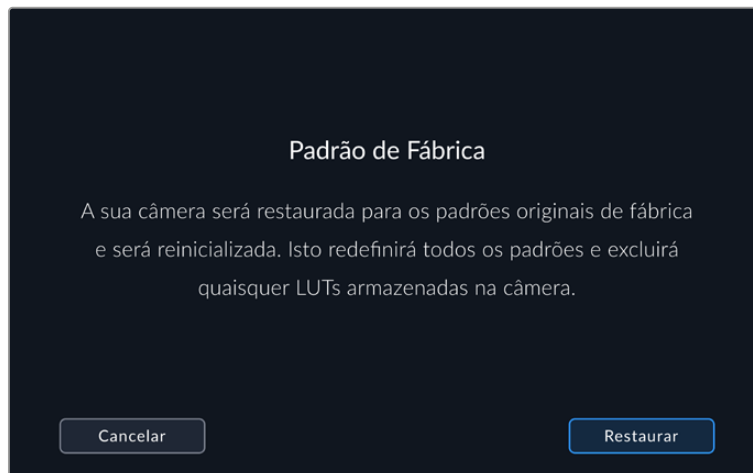 Padrão de Fábrica
A sua câmera será restaurada para os padrões originais de fábrica
e será reinicializada. Isto redefinirá todos os padrões e excluirá
quaisquer LUTs armazenadas na câmera.
Cancelar
Restaurar